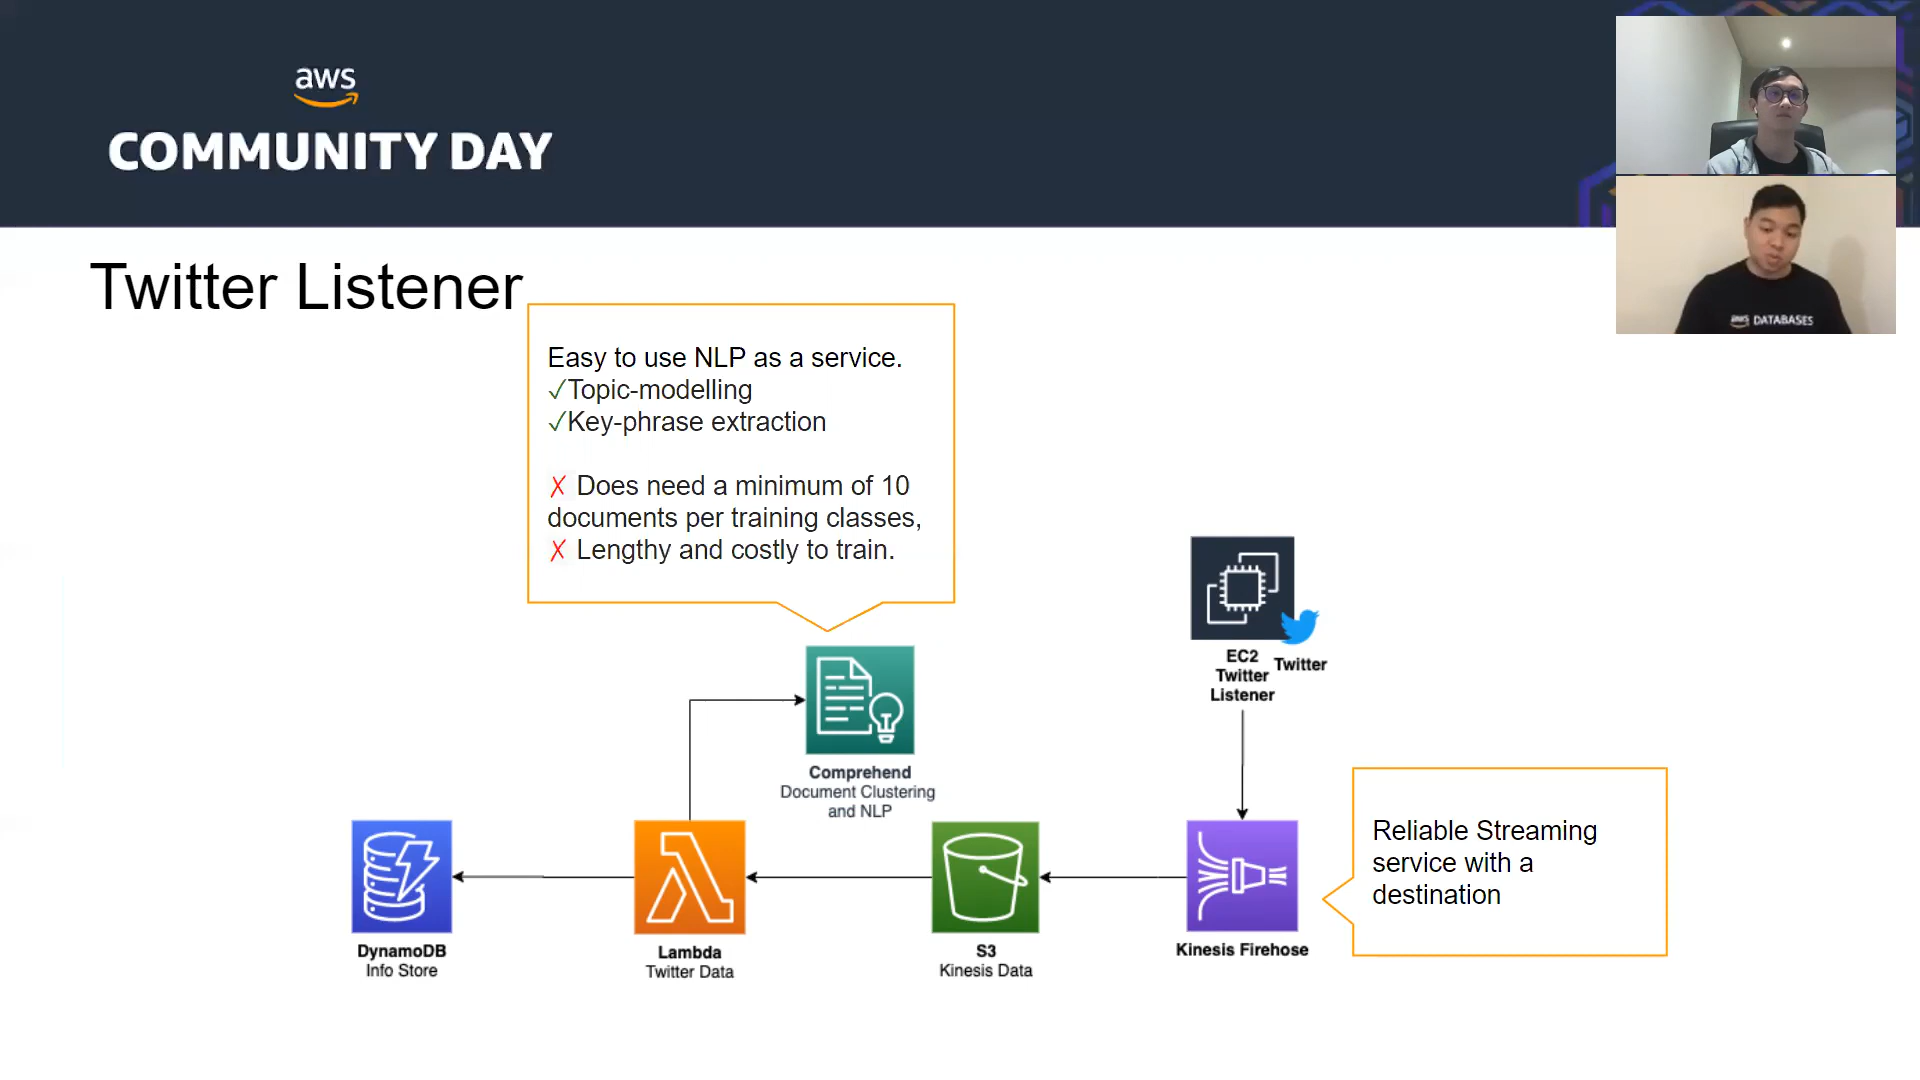 aws
COMMUNITY DAY
aws DATABASES
Twitter Listener
Easy to use NLP as a service.
✓Topic-modelling
✓Key-phrase extraction
✗ Does need a minimum of 10
documents per training classes,
✗ Lengthy and costly to train.
EC2
Twitter
Listener
Twitter
Comprehend
Document Clustering
and NLP
Reliable Streaming
service with a
destination
DynamoDB
Info Store
Lambda
Twitter Data
S3
Kinesis Data
Kinesis Firehose